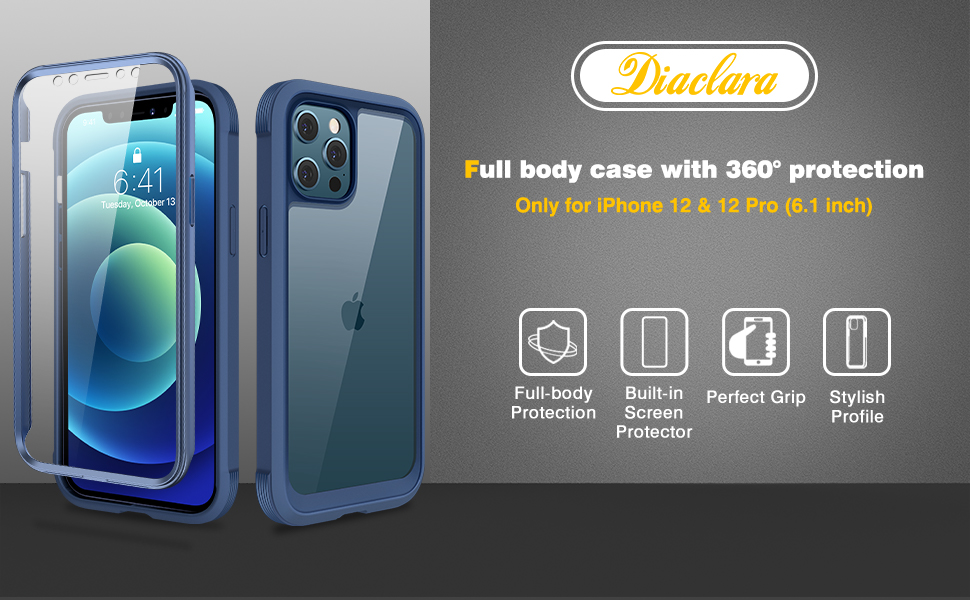 Diaclara
Full body case with 360° protection
Only for iPhone 12 & 12 Pro (6.1 inch)
6:41
Tuesday, October 13
Full-body
Protection
Built-in
Screen
Protector
Perfect Grip
Stylish
Profile